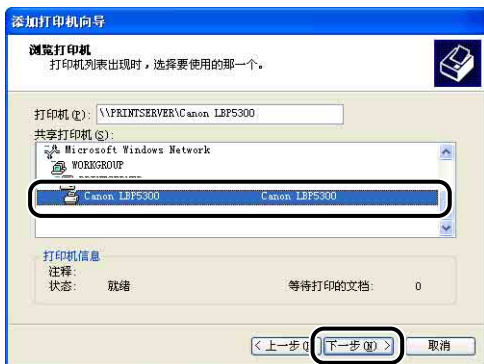 添加打印机向导
浏览打印机
打印机列表出现时，选择要使用的那一个。
打印机(P): \\PRINTSERVER\Canon LBP5300
共享打印机(S):
Microsoft Windows Network
WORKGROUP
Canon LBP5300 Canon LBP5300
打印机信息
注释:
状态: 就绪 等待打印的文档: 0
<上一步 下一步(N) > 取消